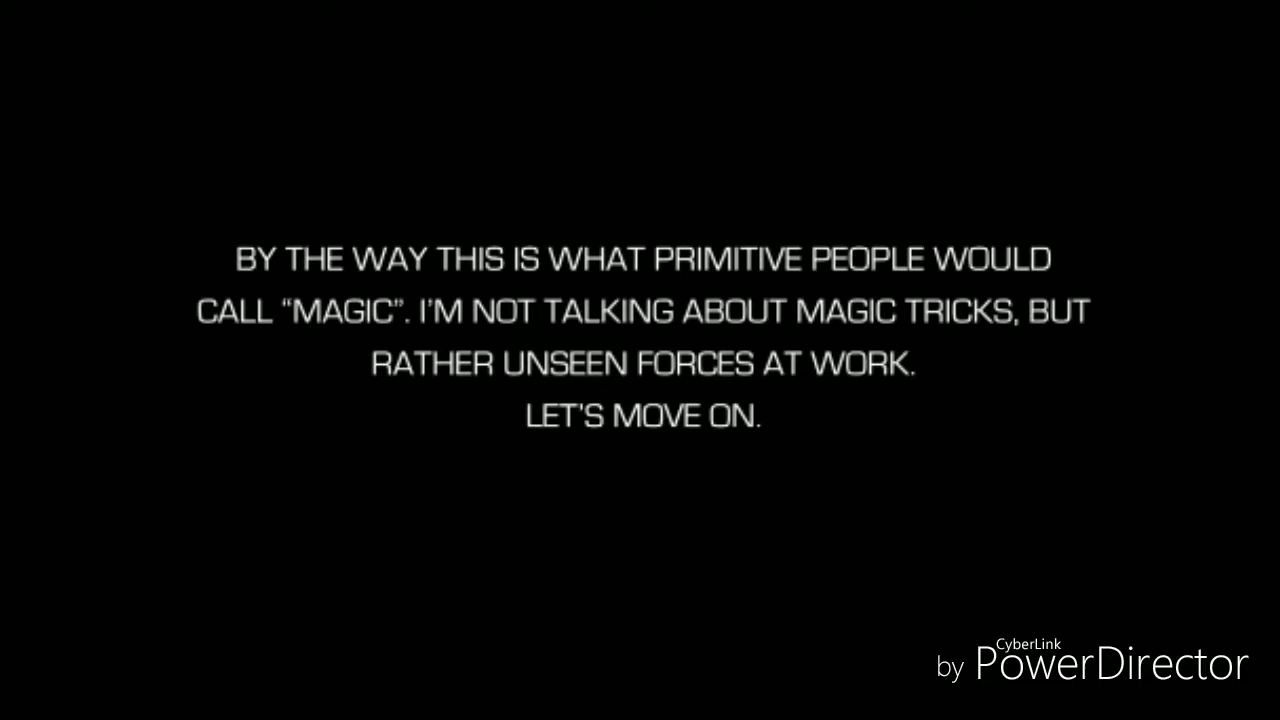 BY THE WAY THIS IS WHAT PRIMITIVE PEOPLE WOULD
CALL “MAGIC”. I’M NOT TALKING ABOUT MAGIC TRICKS, BUT
RATHER UNSEEN FORCES AT WORK.
LET’S MOVE ON.
CyberLink
by PowerDirector